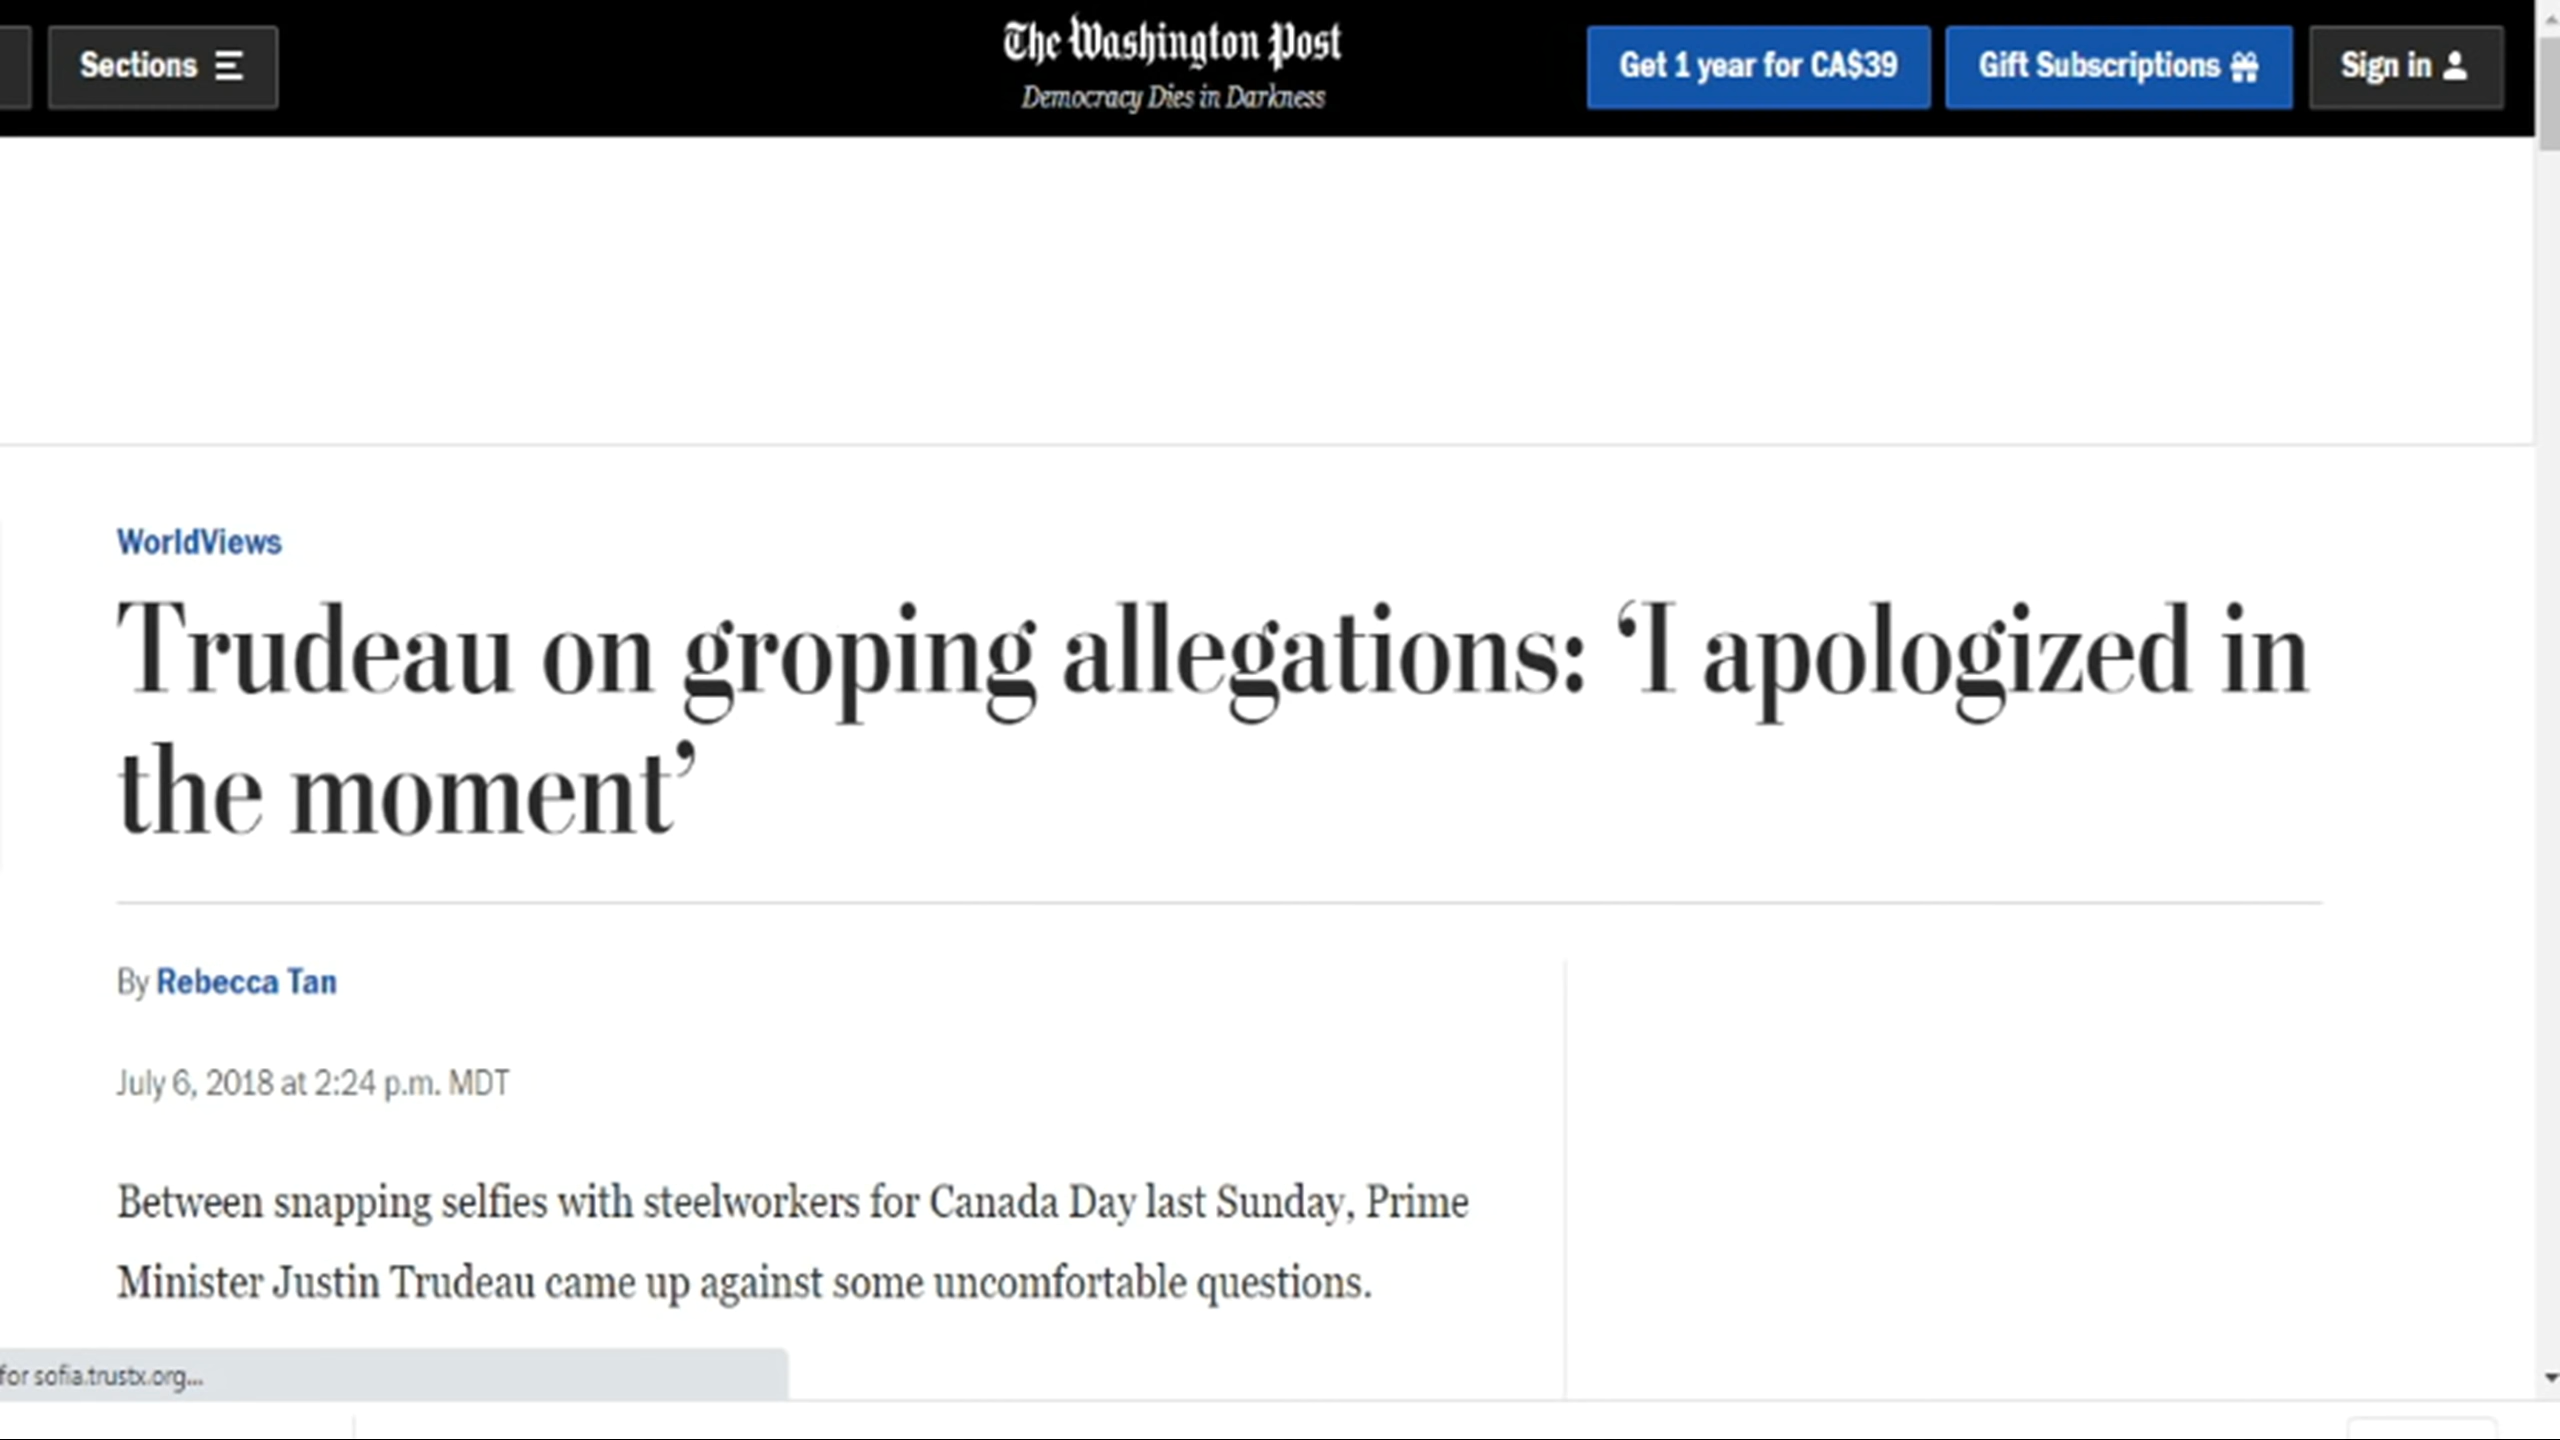 Sections
The Washington Post
Democracy Dies in Darkness
Get 1 year for CA$39
Gift Subscriptions
Sign in
WorldViews
Trudeau on groping allegations: ‘I apologized in
the moment’
By Rebecca Tan
July 6, 2018 at 2:24 p.m. MDT
Between snapping selfies with steelworkers for Canada Day last Sunday, Prime
Minister Justin Trudeau came up against some uncomfortable questions.
for sofia.trustx.org...